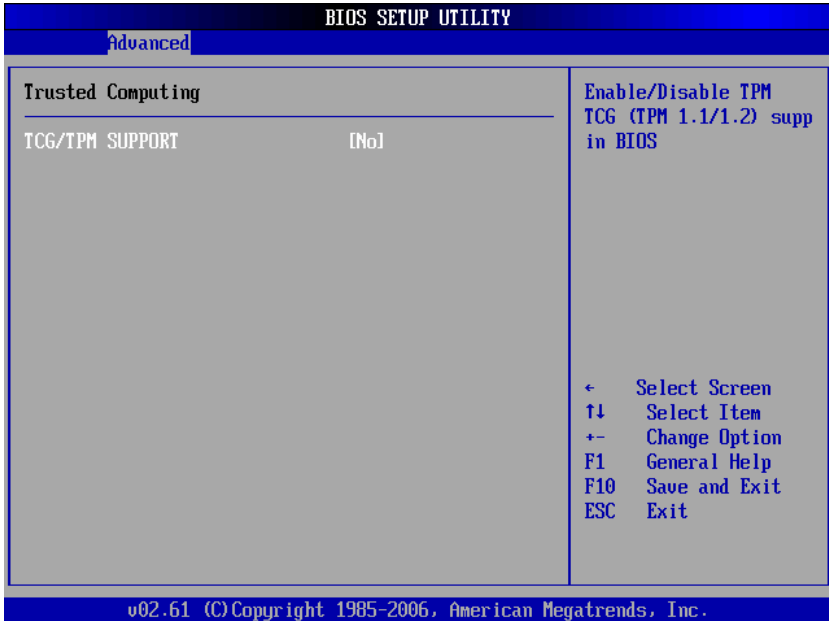 BIOS SETUP UTILITY
Advanced
Trusted Computing
TCG/TPM SUPPORT [No]
Enable/Disable TPM
TCG (TPM 1.1/1.2) supp
in BIOS
← Select Screen
↑↓ Select Item
+- Change Option
F1 General Help
F10 Save and Exit
ESC Exit
v02.61 (C)Copyright 1985-2006, American Megatrends, Inc.